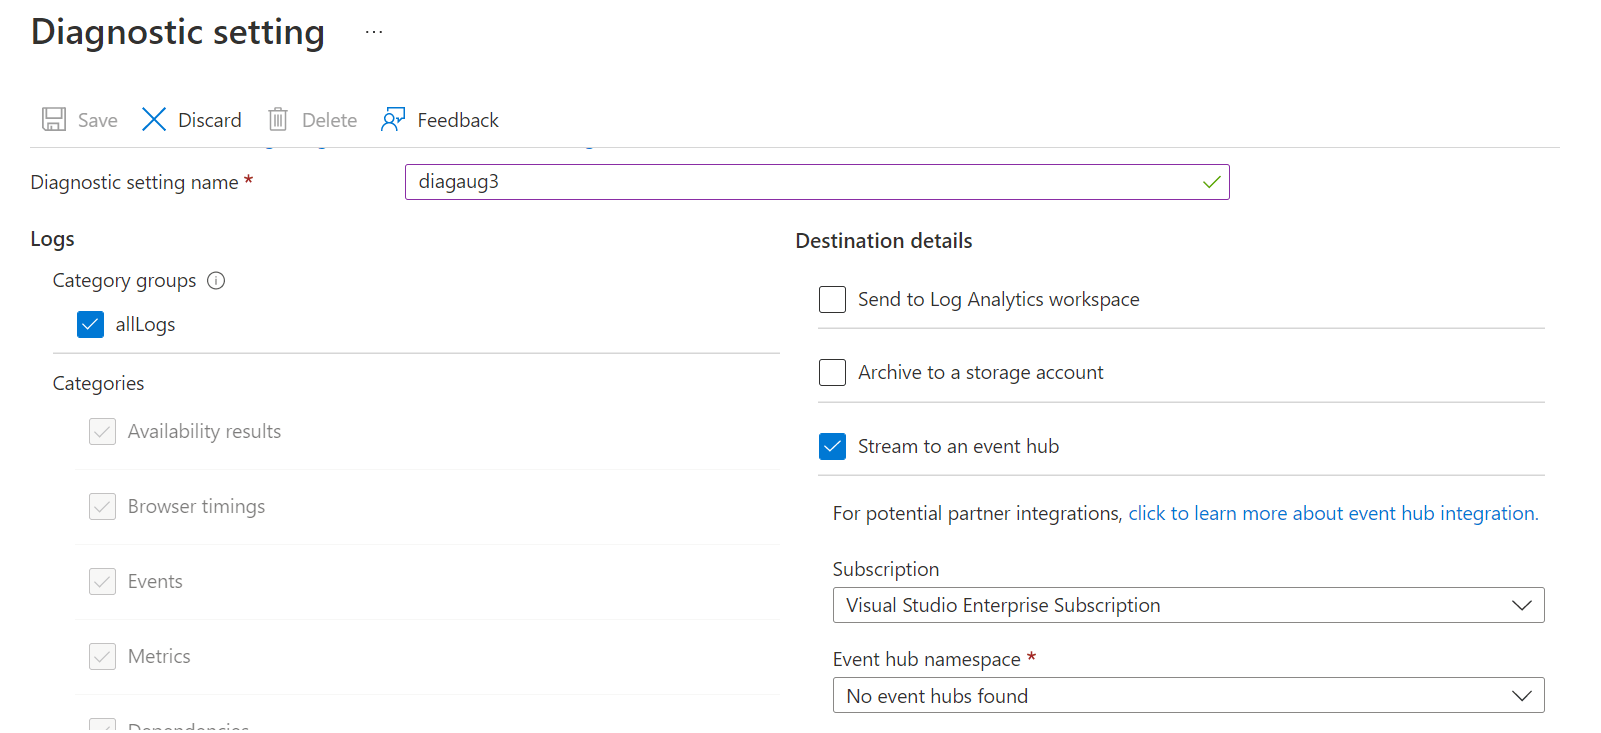 Diagnostic setting ...
Save Discard Delete Feedback
Diagnostic setting name *
diagaug3
Logs
Category groups
allLogs
Categories
Availability results
Browser timings
Events
Metrics
Dependencies
Destination details
Send to Log Analytics workspace
Archive to a storage account
Stream to an event hub
For potential partner integrations, click to learn more about event hub integration.
Subscription
Visual Studio Enterprise Subscription
Event hub namespace *
No event hubs found